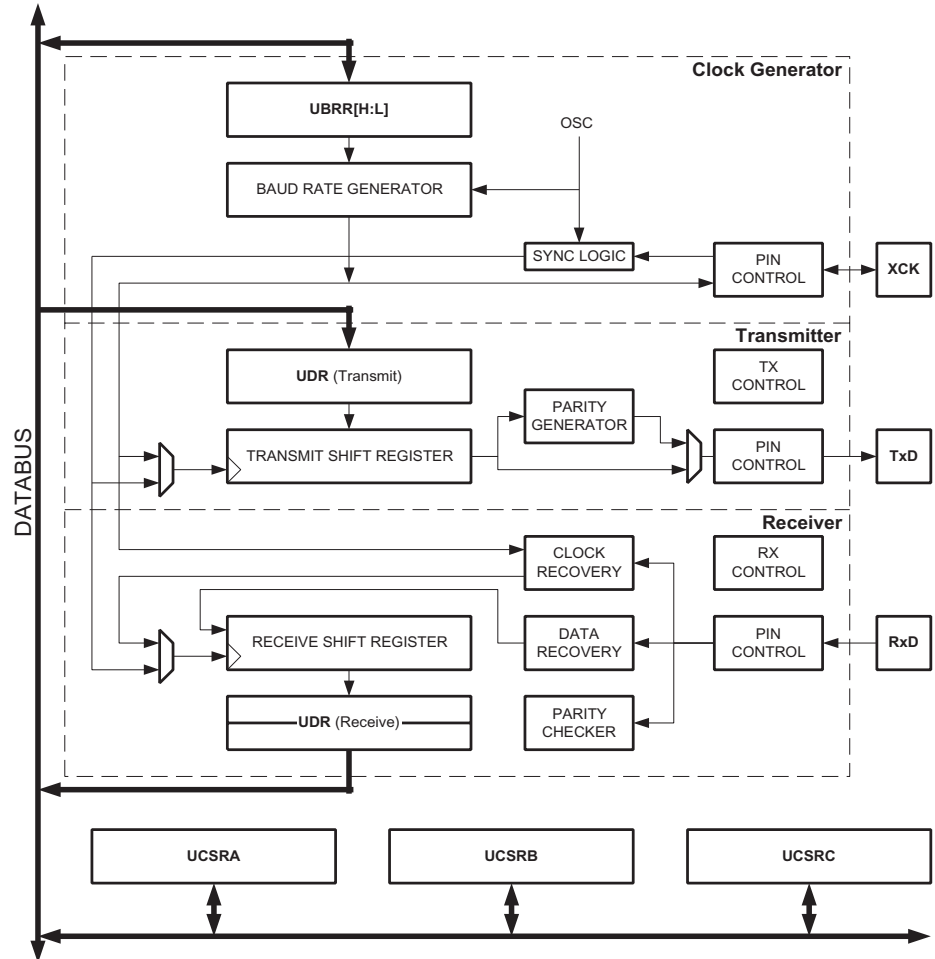 Clock Generator
UBRR[H:L]
OSC
BAUD RATE GENERATOR
SYNC LOGIC
PIN
CONTROL
XCK
Transmitter
UDR (Transmit)
TX
CONTROL
PARITY
GENERATOR
TRANSMIT SHIFT REGISTER
PIN
CONTROL
TxD
DATABUS
Receiver
CLOCK
RECOVERY
RX
CONTROL
RECEIVE SHIFT REGISTER
DATA
RECOVERY
PIN
CONTROL
RxD
UDR (Receive)
PARITY
CHECKER
UCSRA
UCSRB
UCSRC